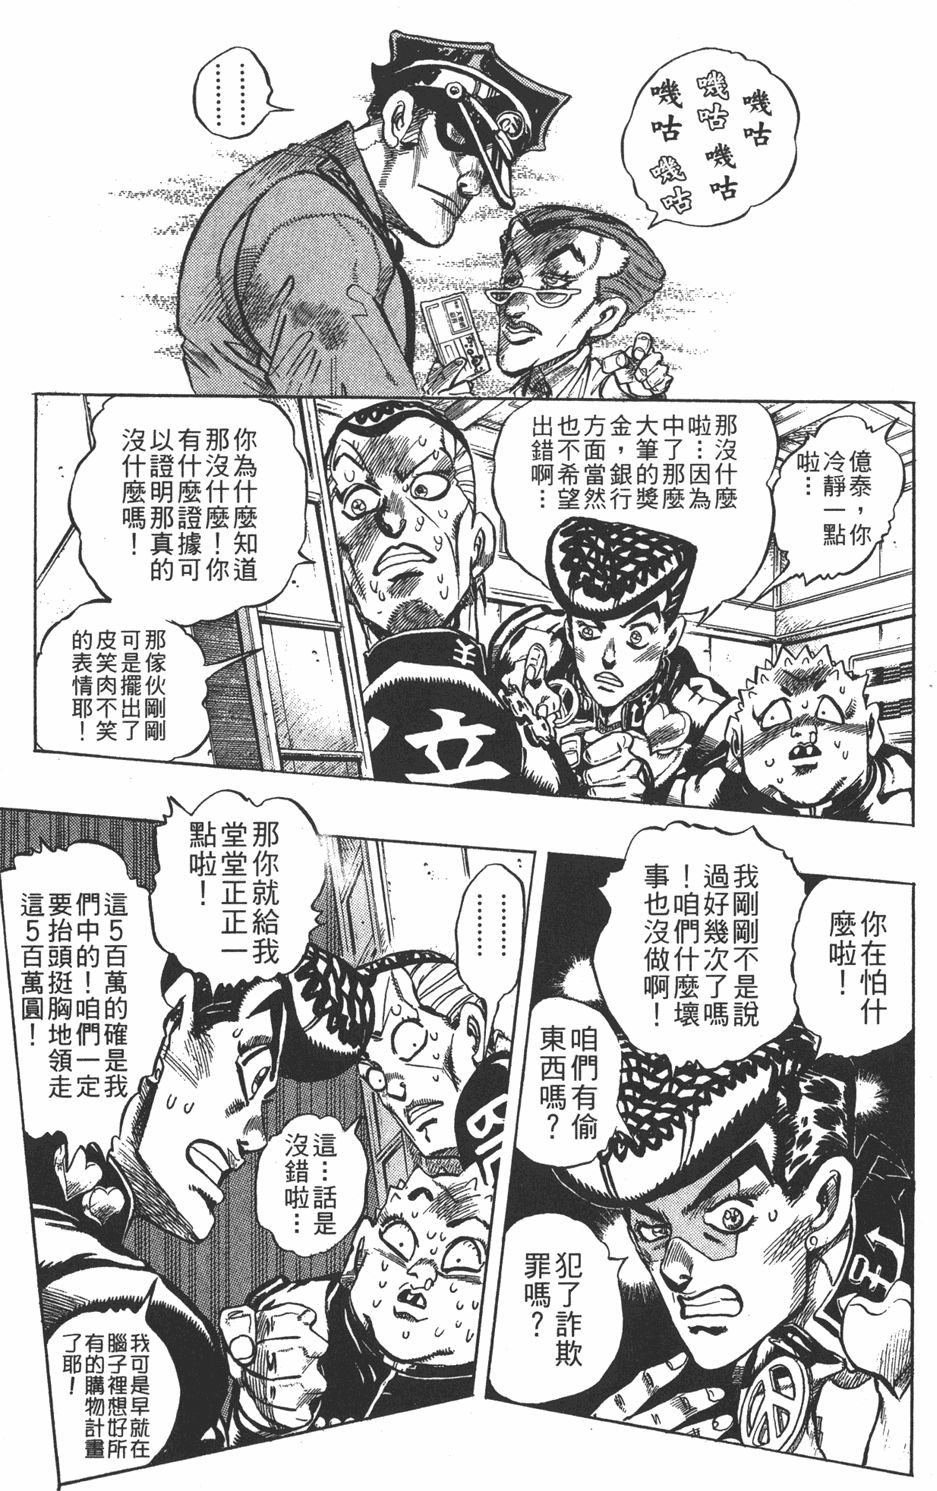 嘰咕
嘰咕
嘰咕
嘰咕
嘰咕
………
………
億泰，你
冷靜一點
啦…
那沒什麼
啦…因為
中了那麼
大筆的獎
金，銀行
方面當然
也不希望
出錯啊…
你為什麼知道
那沒什麼！你
有什麼證據可
以證明那真的
沒什麼嗎！
那傢伙剛剛
可是擺出了
皮笑肉不笑
的表情耶！
立
你在怕什
麼啦！
我剛剛不是說
過好幾次了嗎
！咱們什麼壞
事也沒做啊！
咱們有偷
東西嗎？
犯了詐欺
罪嗎？
………
那你就給我
堂堂正正一
點啦！
這…話是
沒錯啦…
這５百萬的確是我
們中的！咱們一定
要抬頭挺胸地領走
這５百萬圓！
我可是早就在
腦子裡想好所
有的購物計畫
了耶！